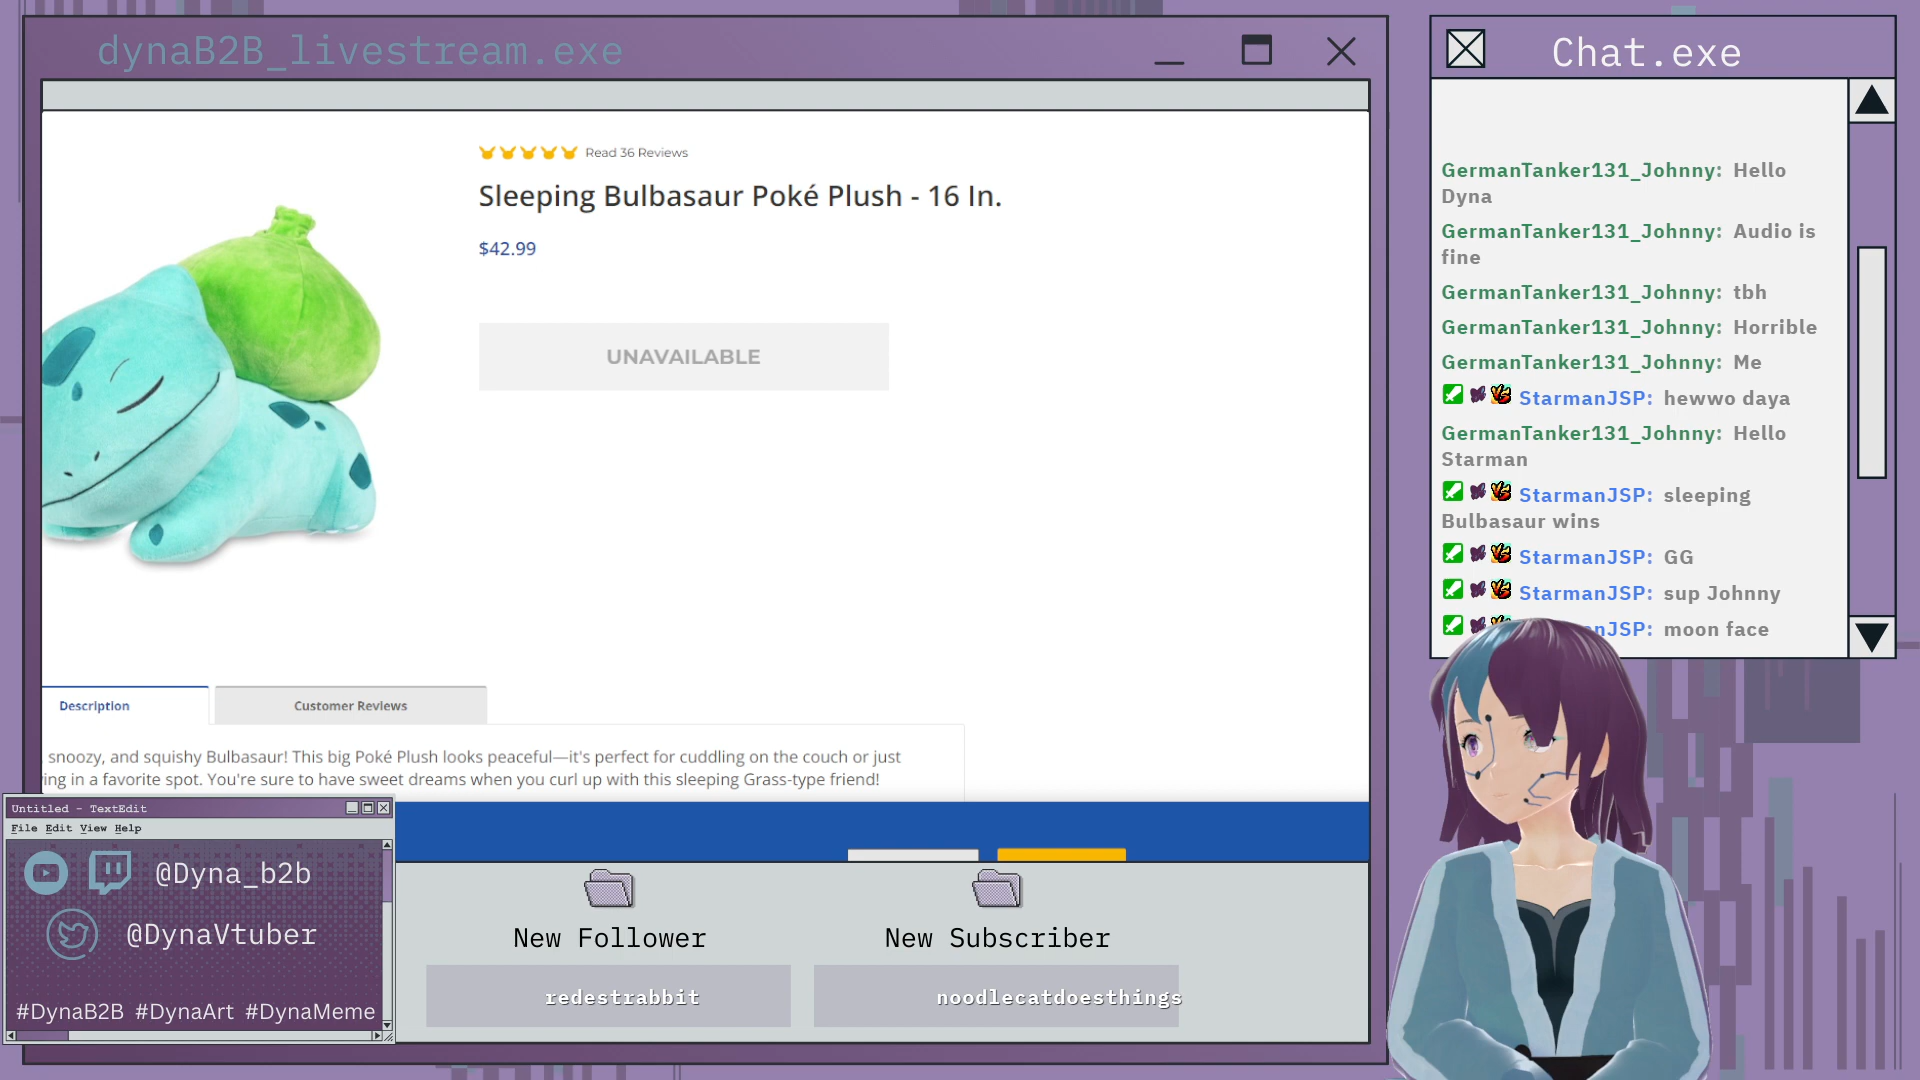 dynaB2B_livestream.exe
Read 36 Reviews
Sleeping Bulbasaur Poké Plush - 16 In.
$42.99
UNAVAILABLE
Description
Customer Reviews
snoozy, and squishy Bulbasaur! This big Poké Plush looks peaceful—it's perfect for cuddling on the couch or just
in a favorite spot. You're sure to have sweet dreams when you curl up with this sleeping Grass-type friend!
Untitled - TextEdit
File Edit View Help
@Dyna_b2b
@DynaVtuber
#DynaB2B #DynaArt #DynaMeme
New Follower
redestrabbit
New Subscriber
noodlecatdoesthings
Chat.exe
GermanTanker131_Johnny: Hello
Dyna
GermanTanker131_Johnny: Audio is
fine
GermanTanker131_Johnny: tbh
GermanTanker131_Johnny: Horrible
GermanTanker131_Johnny: Me
StarmanJSP: hewwo daya
GermanTanker131_Johnny: Hello
Starman
StarmanJSP: sleeping
Bulbasaur wins
StarmanJSP: GG
StarmanJSP: sup Johnny
nJSP: moon face